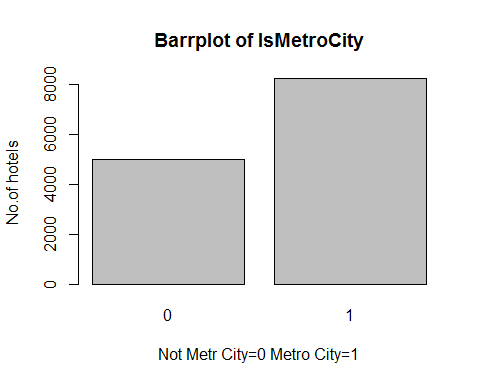 Barrplot of IsMetroCity
No.of hotels
8000
6000
4000
2000
0
0 1
Not Metr City=0 Metro City=1